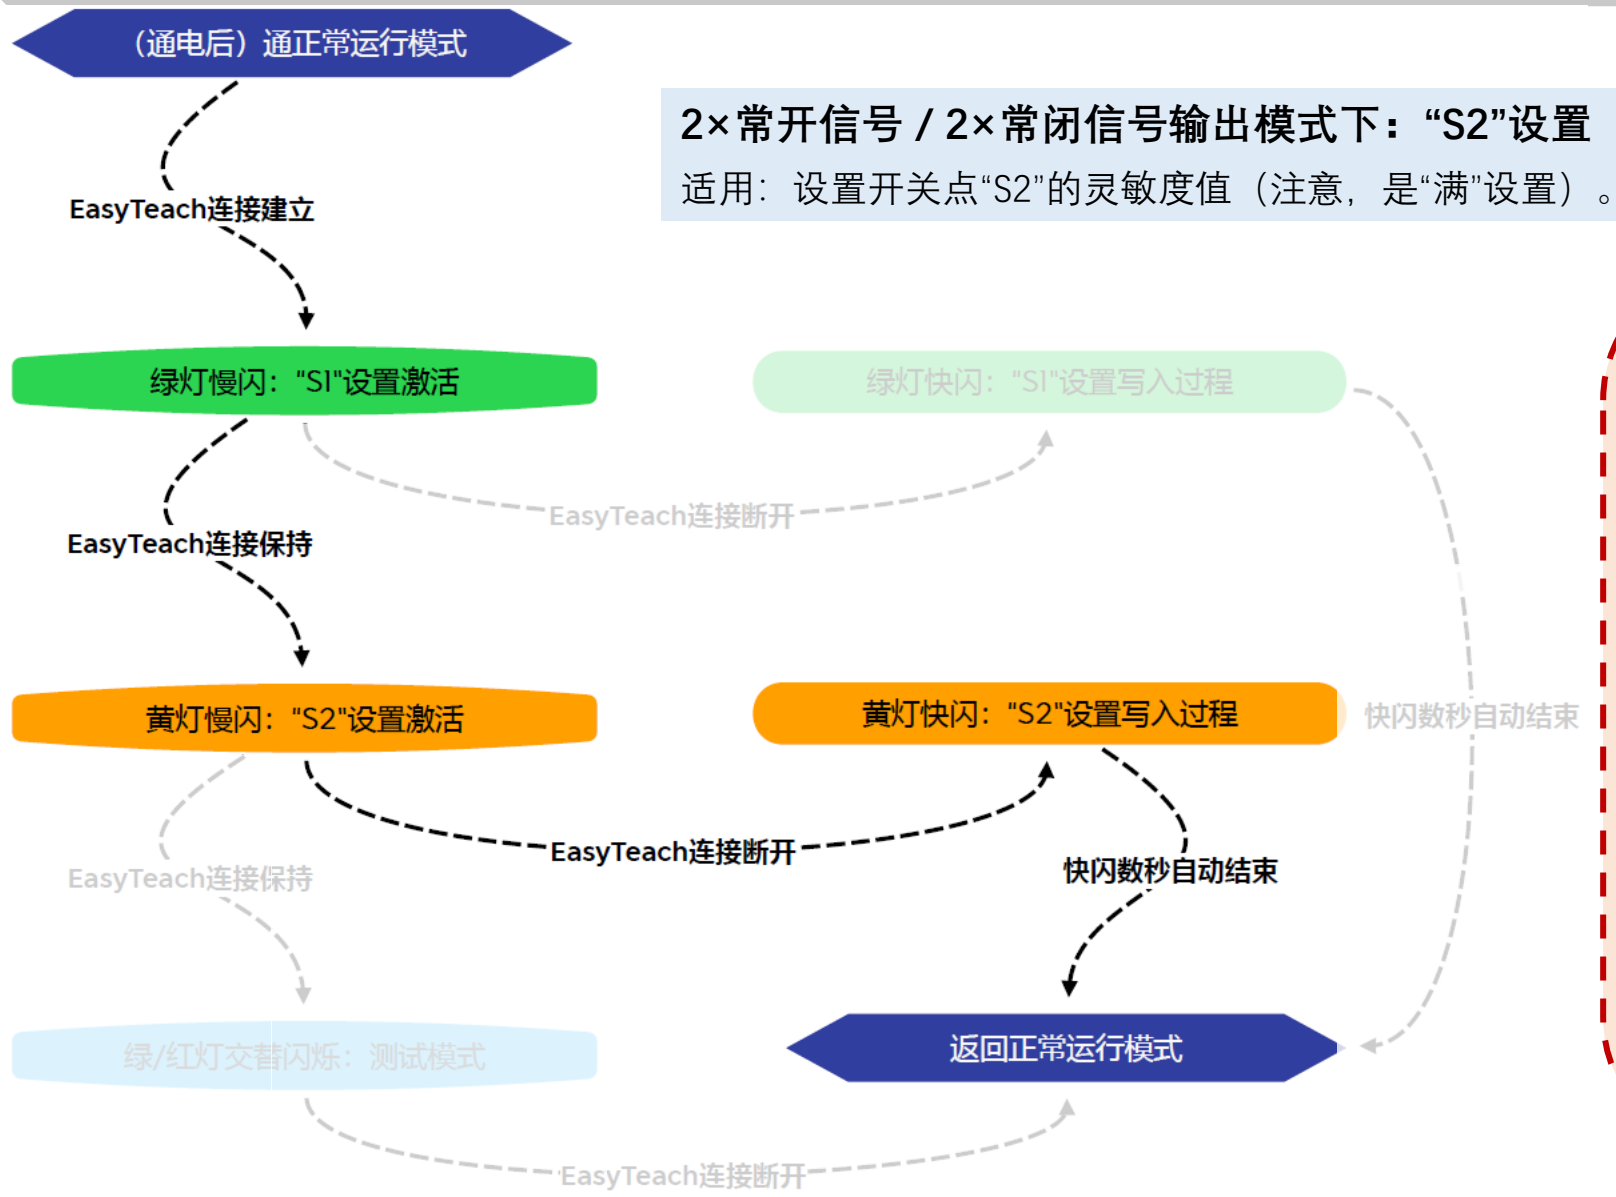 （通电后）通正常运行模式
2×常开信号 / 2×常闭信号输出模式下：“S2”设置
适用：设置开关点“S2”的灵敏度值（注意，是“满”设置）。
EasyTeach连接建立
绿灯慢闪："S1"设置激活
绿灯快闪："S1"设置写入过程
EasyTeach连接断开
EasyTeach连接保持
黄灯慢闪："S2"设置激活
黄灯快闪："S2"设置写入过程
快闪数秒自动结束
EasyTeach连接断开
快闪数秒自动结束
EasyTeach连接保持
绿/红灯交替闪烁：测试模式
返回正常运行模式
EasyTeach连接断开